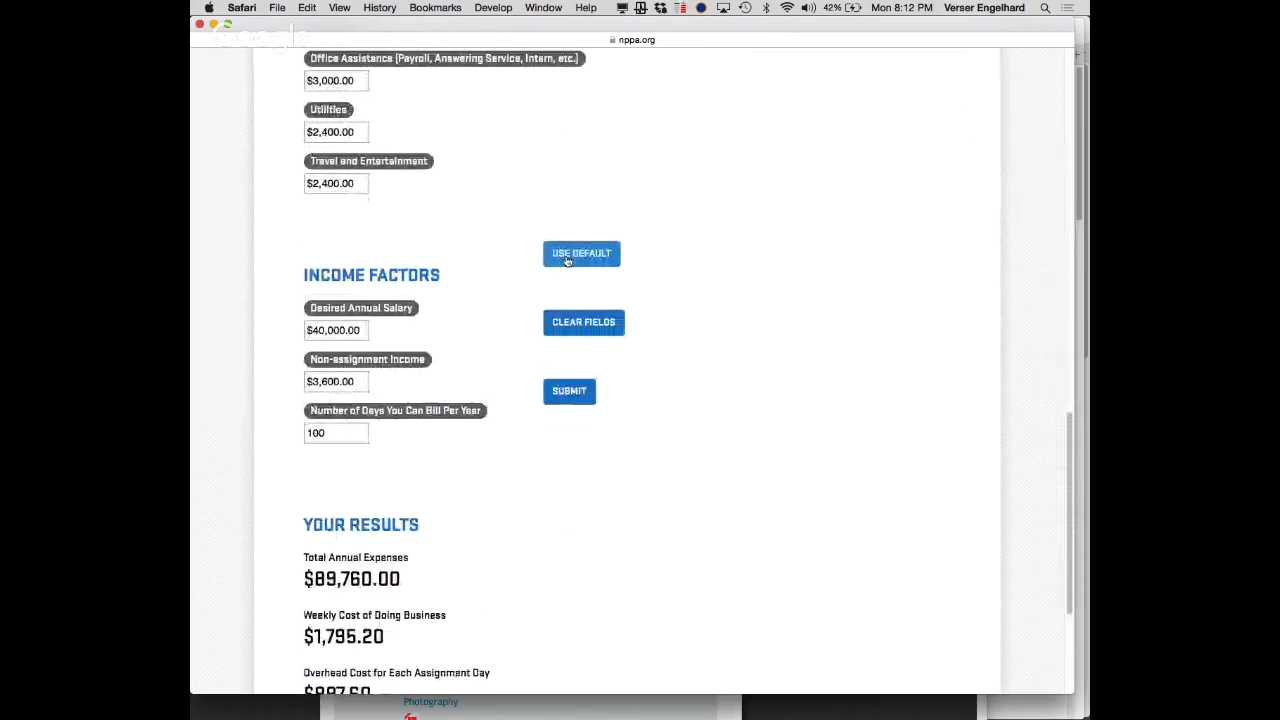 Safari File Edit View History Bookmarks Develop Window Help 42% Mon 8:12 PM Verser Engelhard
Google
nppa.org
Office Assistance (Payroll, Answering Service, Intern, etc.)
$3,000.00
Utilities
$2,400.00
Travel and Entertainment
$2,400.00
USE DEFAULT
INCOME FACTORS
Desired Annual Salary
CLEAR FIELDS
$40,000.00
Non-assignment Income
$3,600.00
SUBMIT
Number of Days You Can Bill Per Year
100
YOUR RESULTS
Total Annual Expenses
$89,760.00
Weekly Cost of Doing Business
$1,795.20
Overhead Cost for Each Assignment Day
$897.60
Photography